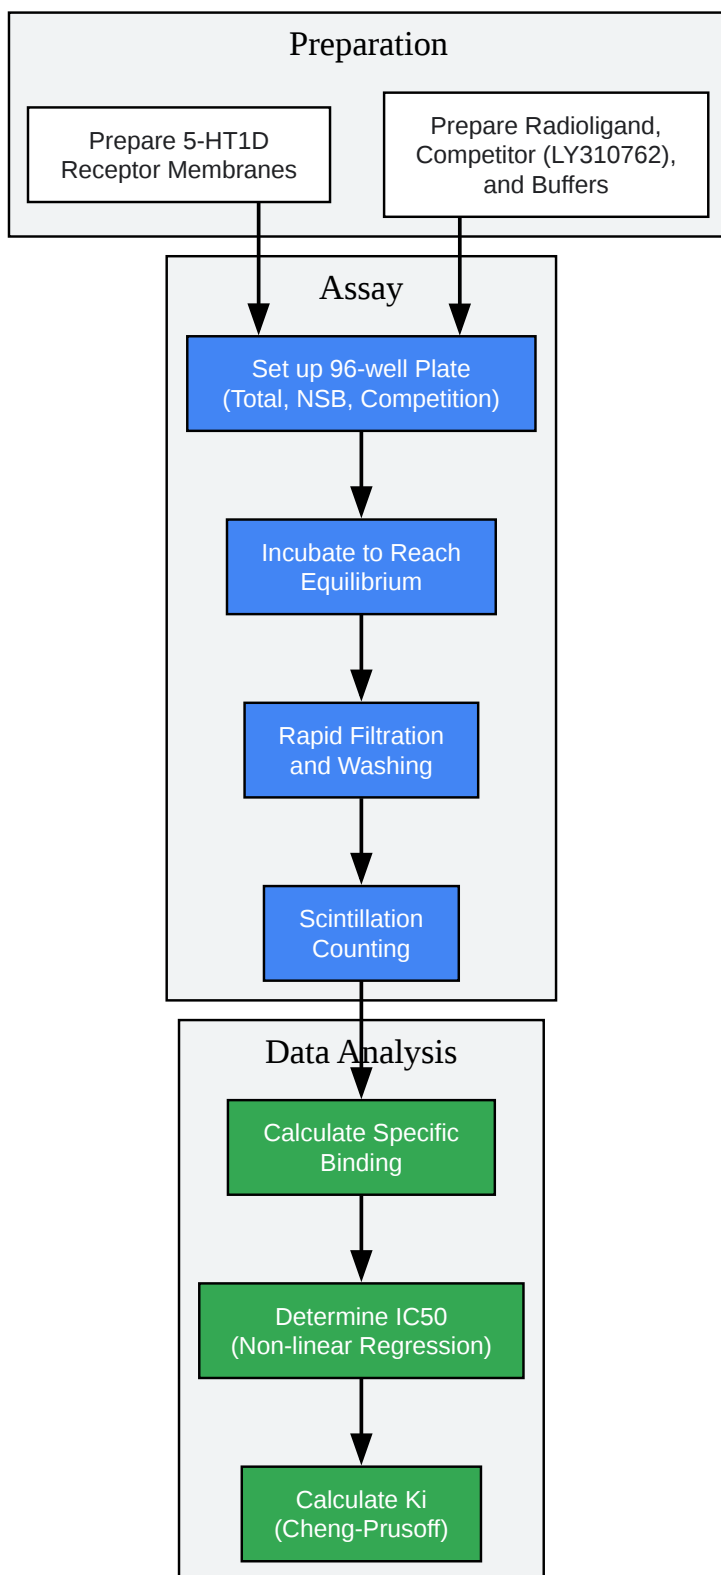 Preparation
Prepare 5-HT1D
Receptor Membranes
Prepare Radioligand,
Competitor (LY310762),
and Buffers
Assay
Set up 96-well Plate
(Total, NSB, Competition)
Incubate to Reach
Equilibrium
Rapid Filtration
and Washing
Scintillation
Counting
Data Analysis
Calculate Specific
Binding
Determine IC50
(Non-linear Regression)
Calculate Ki
(Cheng-Prusoff)